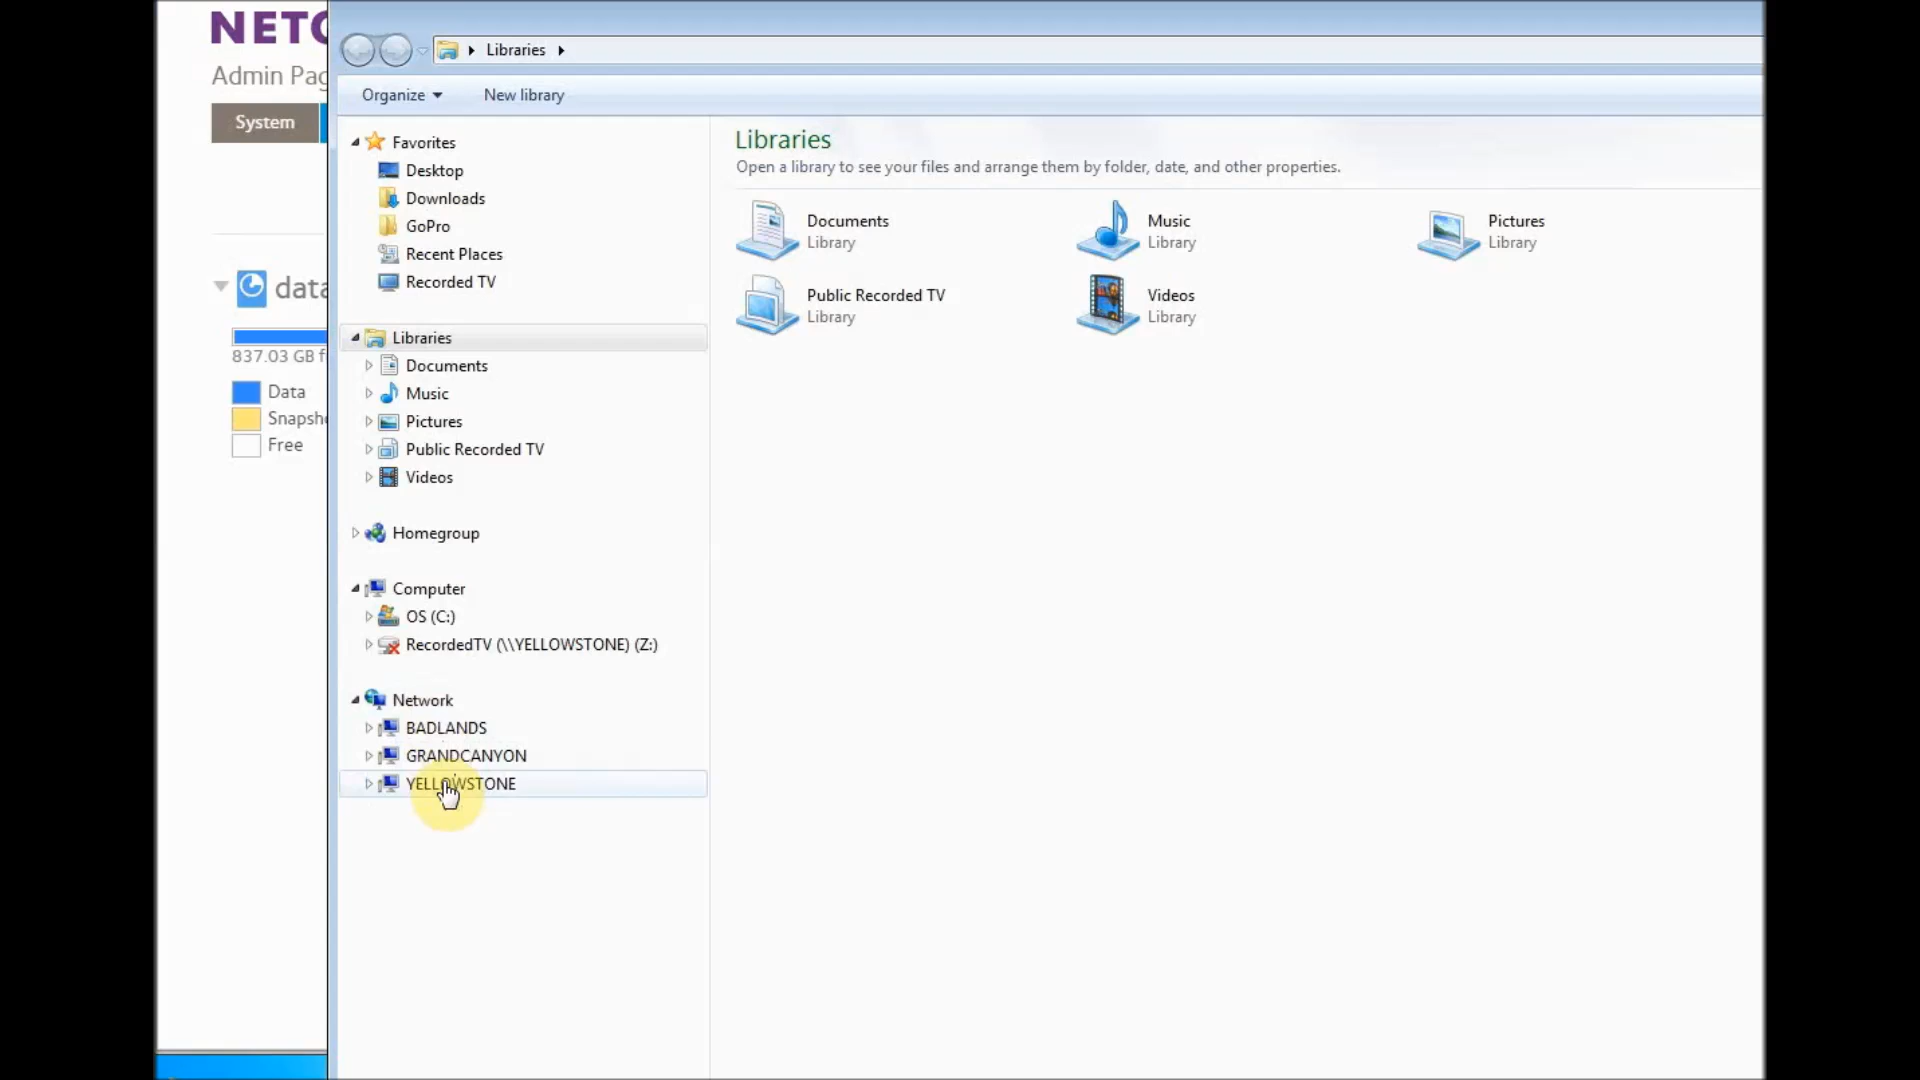 NETG
Admin Pag
System
data
837.03 GB f
Data
Snapsh
Free
Libraries
Organize
New library
Favorites
Desktop
Downloads
GoPro
Recent Places
Recorded TV
Libraries
Documents
Music
Pictures
Public Recorded TV
Videos
Homegroup
Computer
OS (C:)
RecordedTV (\\YELLOWSTONE) (Z:)
Network
BADLANDS
GRANDCANYON
YELLOWSTONE
Libraries
Open a library to see your files and arrange them by folder, date, and other properties.
Documents
Library
Music
Library
Pictures
Library
Public Recorded TV
Library
Videos
Library